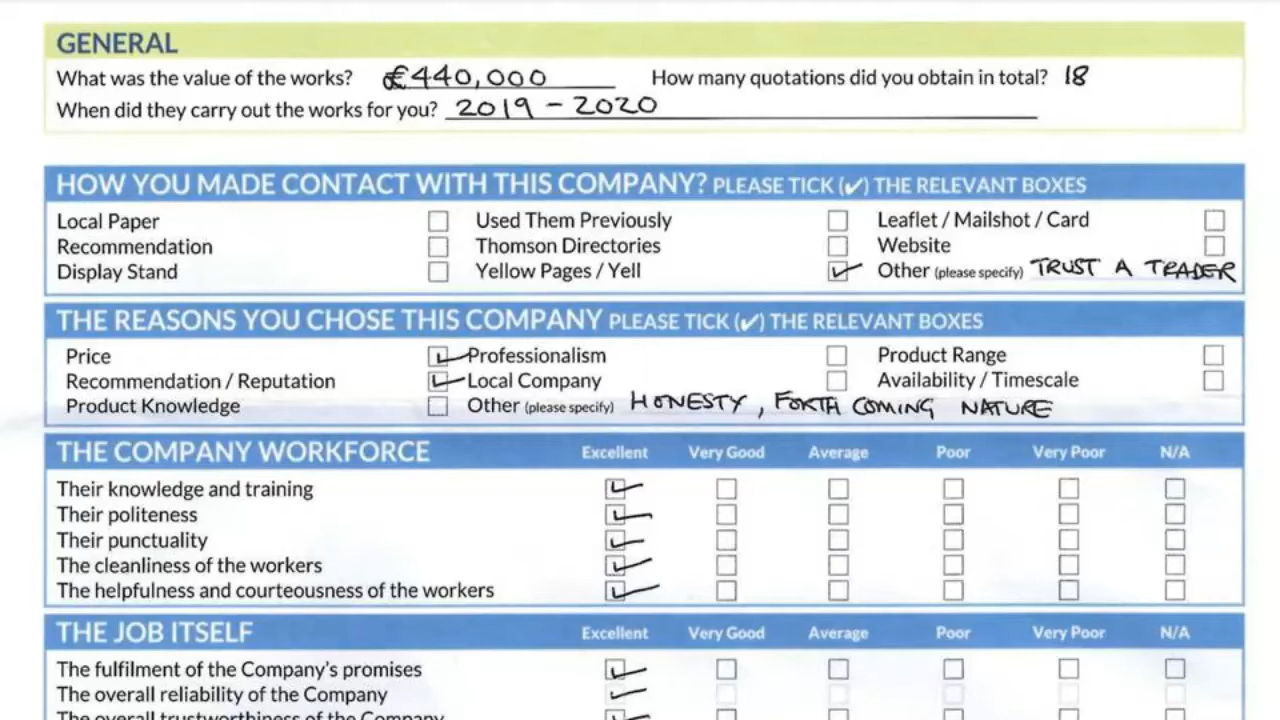 GENERAL
What was the value of the works? £440,000 How many quotations did you obtain in total? 18
When did they carry out the works for you? 2019 - 2020
HOW YOU MADE CONTACT WITH THIS COMPANY? PLEASE TICK (✓) THE RELEVANT BOXES
Local Paper Used Them Previously Leaflet / Mailshot / Card
Recommendation Thomson Directories Website
Display Stand Yellow Pages / Yell Other (please specify) TRUST A TRADER
THE REASONS YOU CHOSE THIS COMPANY PLEASE TICK (✓) THE RELEVANT BOXES
Price Professionalism Product Range
Recommendation / Reputation Local Company Availability / Timescale
Product Knowledge Other (please specify) HONESTY, FORTH COMING NATURE
THE COMPANY WORKFORCE Excellent Very Good Average Poor Very Poor N/A
Their knowledge and training
Their politeness
Their punctuality
The cleanliness of the workers
The helpfulness and courteousness of the workers
THE JOB ITSELF Excellent Very Good Average Poor Very Poor N/A
The fulfilment of the Company's promises
The overall reliability of the Company
The overall trustworthiness of the Company